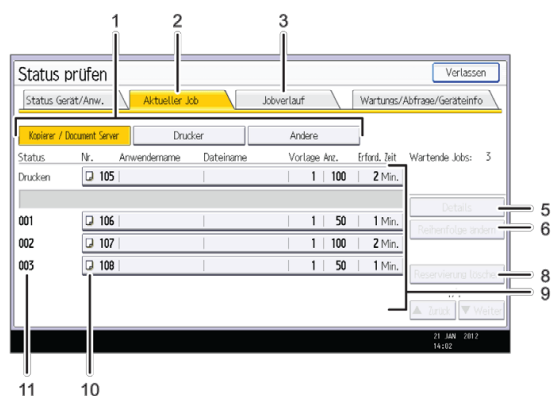 1 2 3
Status prüfen
Verlassen
Status Gerät/Anw. Aktueller Job Jobverlauf Wartungs/Abfrage/Geräteinfo
Kopierer / Document Server Drucker Andere
Status Nr. Anwendername Dateiname Vorlage Anz. Erford. Zeit Wartende Jobs: 3
Drucken 105 1 100 2 Min.
Details 5
Reihenfolge ändern 6
001 106 1 50 1 Min.
002 107 1 100 2 Min.
003 108 1 50 1 Min.
Reservierung lösche 8
9
▲ Zurück ▼ Weiter
21 JAN 2012
14:02
11 10